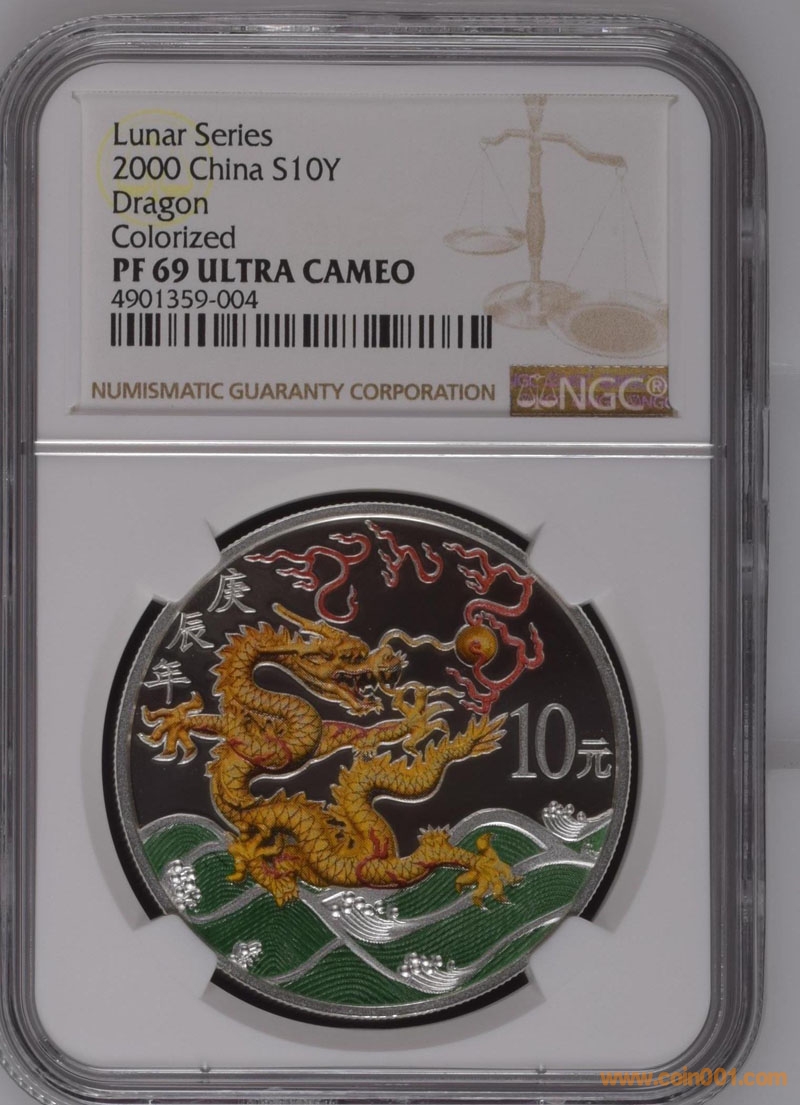 Lunar Series
2000 China S10Y
Dragon
Colorized
PF 69 ULTRA CAMEO
4901359-004
NUMISMATIC GUARANTY CORPORATION
NGC®
庚辰年
10元
www.coin001.com